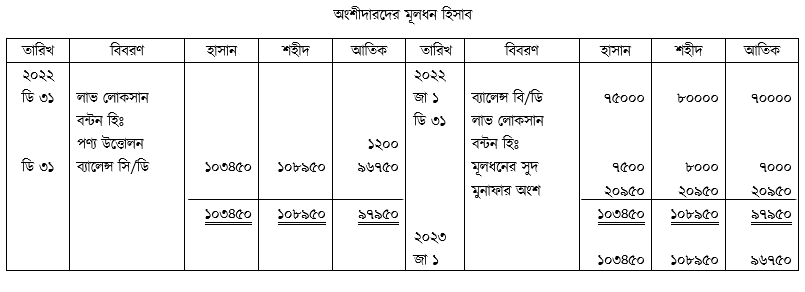 অংশীদারদের মূলধন হিসাব
তারিখ বিবরণ হাসান শহীদ আতিক তারিখ বিবরণ হাসান শহীদ আতিক
২০২২ ২০২২
ডি ৩১ লাভ লোকসান জা ১ ব্যালেন্স বি/ডি ৭৫০০০ ৮০০০০ ৭০০০০
বন্টন হিঃ ডি ৩১ লাভ লোকসান
পণ্য উত্তোলন ১২০০ বন্টন হিঃ
ডি ৩১ ব্যালেন্স সি/ডি ১০৩৪৫০ ১০৮৯৫০ ৯৬৭৫০ মূলধনের সুদ ৭৫০০ ৮০০০ ৭০০০
মুনাফার অংশ ২০৯৫০ ২০৯৫০ ২০৯৫০
১০৩৪৫০ ১০৮৯৫০ ৯৭৯৫০ ১০৩৪৫০ ১০৮৯৫০ ৯৭৯৫০
২০২৩
জা ১ ১০৩৪৫০ ১০৮৯৫০ ৯৬৭৫০